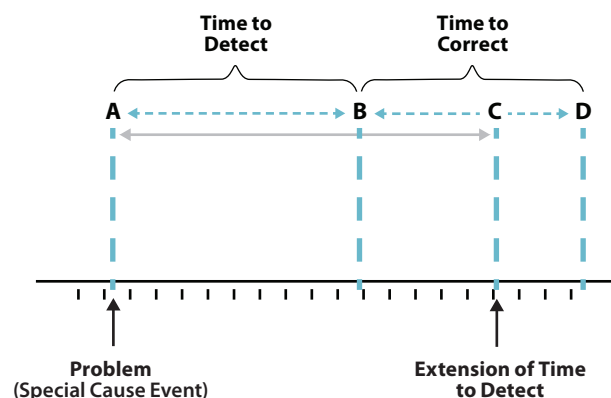 Time to
Detect
Time to
Correct
A B C D
Problem
(Special Cause Event)
Extension of Time
to Detect